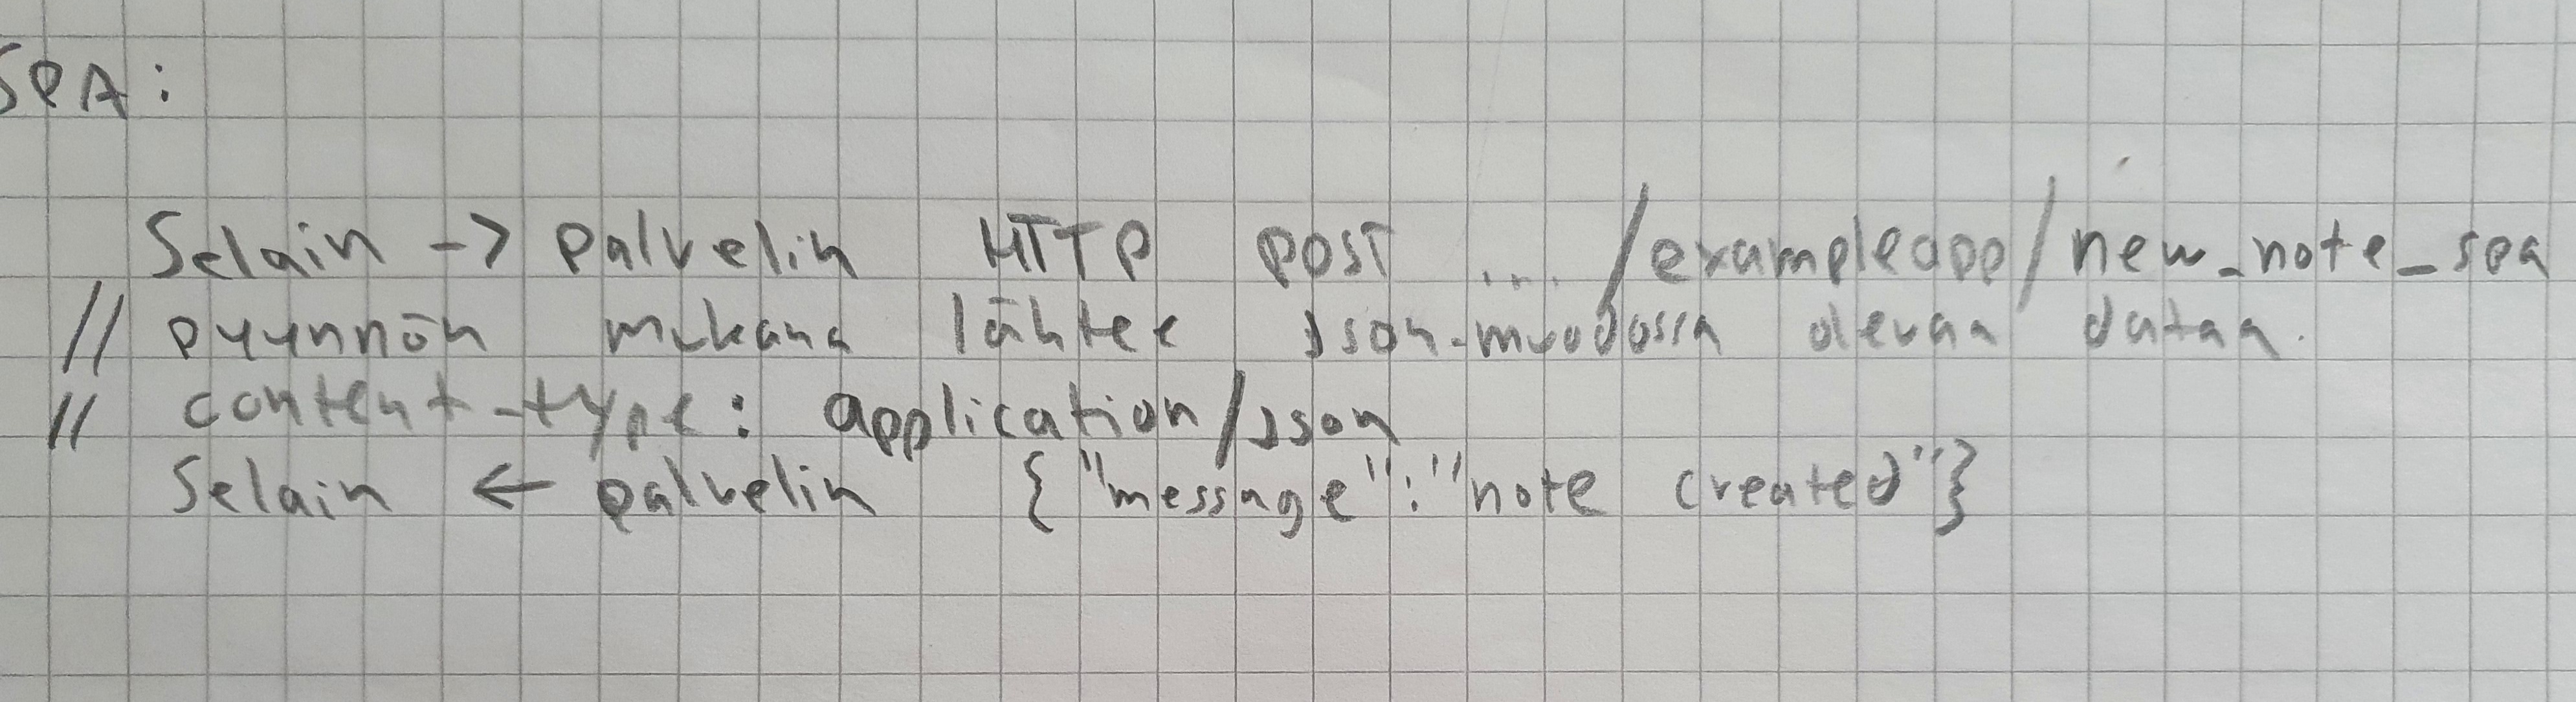 SPA:
Selain -> palvelin HTTP POST .... /exampleapp/new_note_spa
// pyynnön mukana lähtee json-muodossa olevaa dataa.
// content-type: application/json
Selain <- palvelin {"message":"note created"}